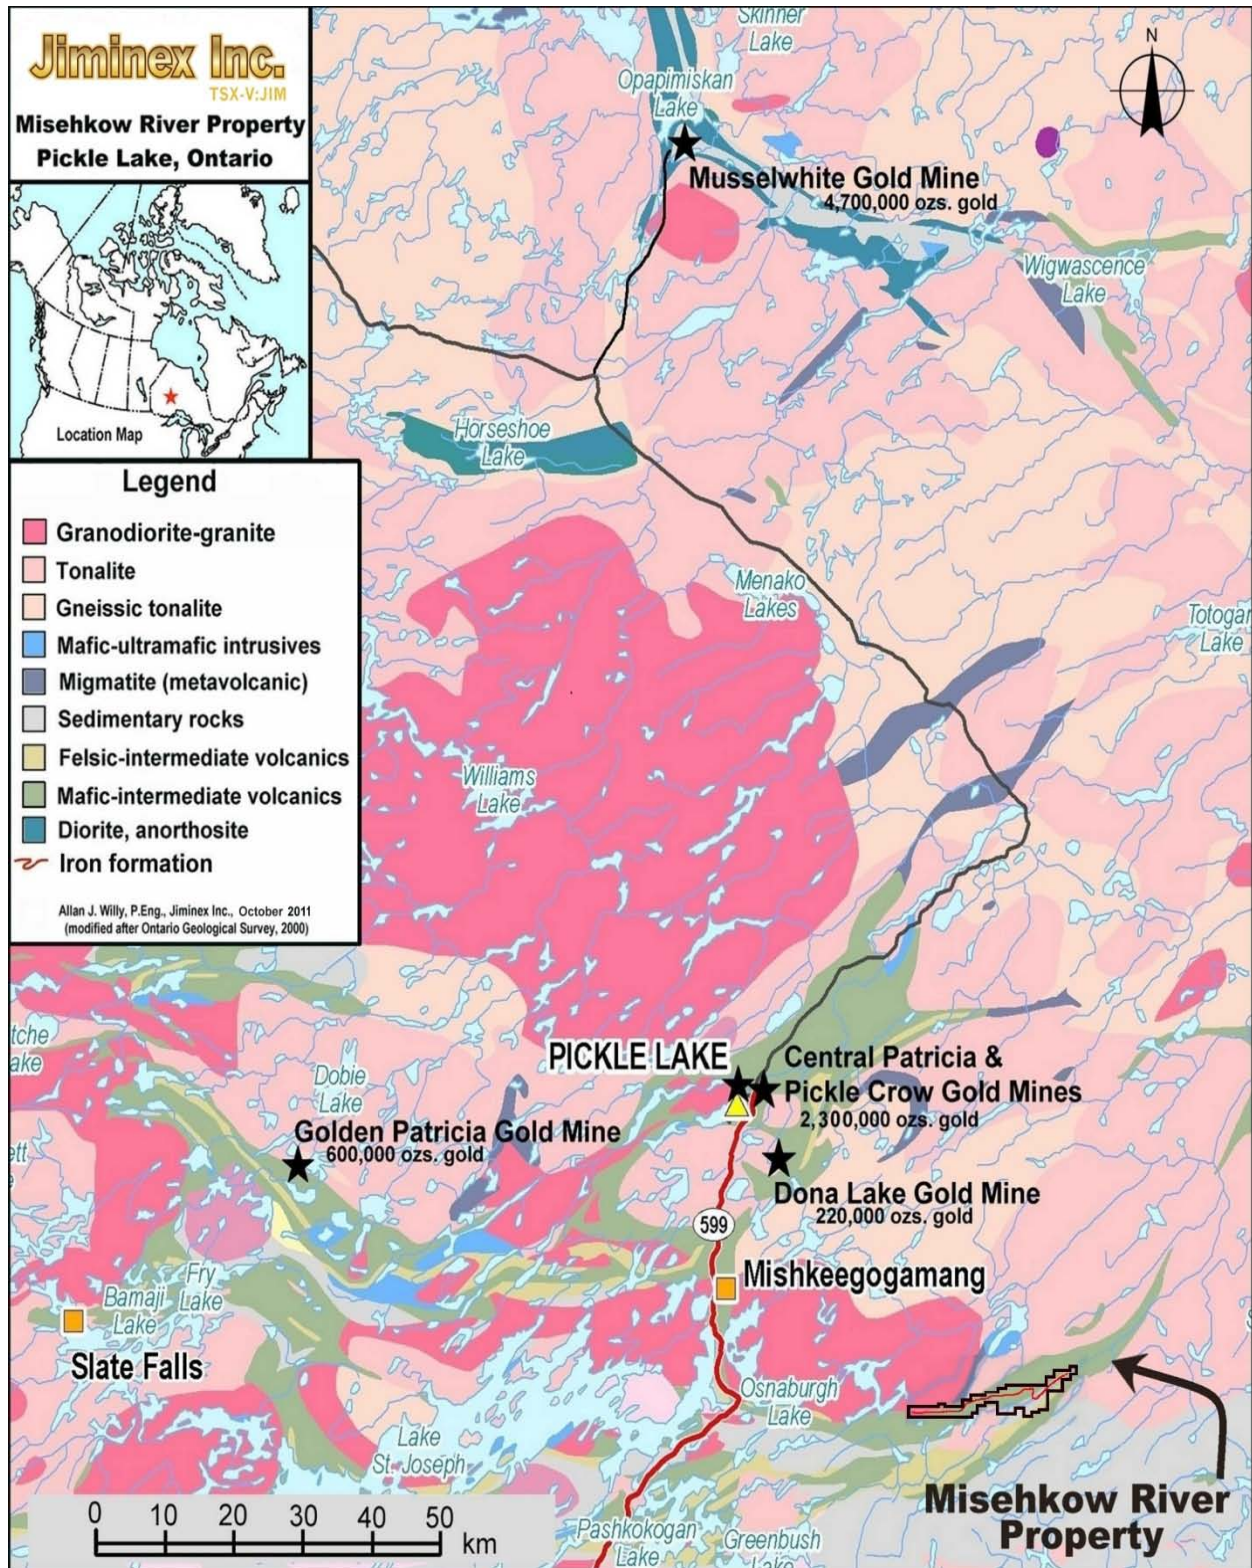 Jiminex Inc.
TSX-V:JIM
Misehkow River Property
Pickle Lake, Ontario
Location Map
Legend
Granodiorite-granite
Tonalite
Gneissic tonalite
Mafic-ultramafic intrusives
Migmatite (metavolcanic)
Sedimentary rocks
Felsic-intermediate volcanics
Mafic-intermediate volcanics
Diorite, anorthosite
Iron formation
Allan J. Willy, P.Eng., Jiminex Inc., October 2011
(modified after Ontario Geological Survey, 2000)
Skinner
Lake
N
Opapimiskan
Lake
Musselwhite Gold Mine
4,700,000 ozs. gold
Wigwascence
Lake
Horseshoe
Lake
Menako
Lakes
Totogan
Lake
Williams
Lake
tche
ake
PICKLE LAKE
Central Patricia &
Pickle Crow Gold Mines
2,300,000 ozs. gold
Dobie
Lake
Golden Patricia Gold Mine
600,000 ozs. gold
ett
Dona Lake Gold Mine
220,000 ozs. gold
599
Mishkeegogamang
Fry
Lake
Bamaji
Lake
Slate Falls
Osnaburgh
Lake
Lake
St. Joseph
Misehkow River
Property
0 10 20 30 40 50
km
Pashkokogan
Lake
Greenbush
Lake